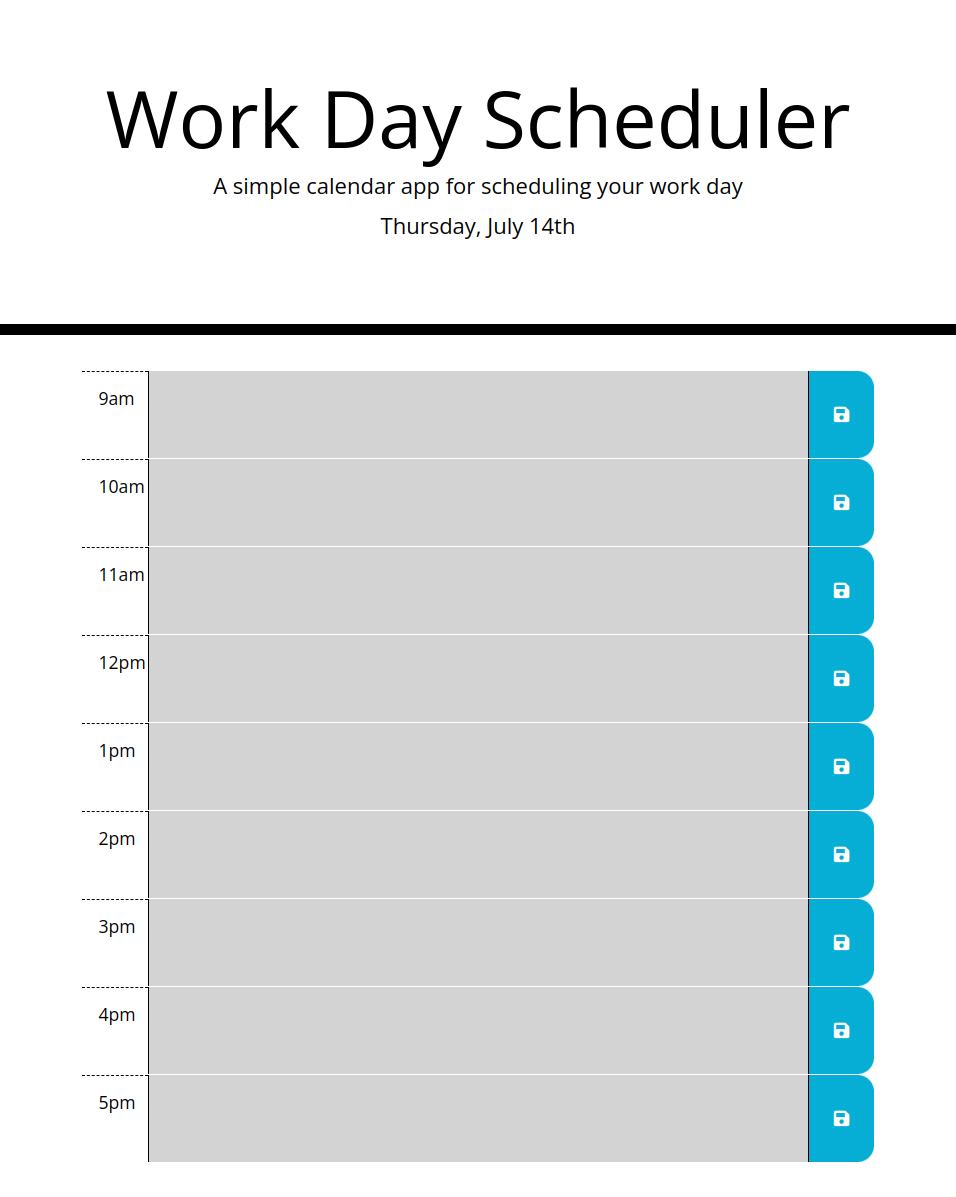 Work Day Scheduler
A simple calendar app for scheduling your work day
Thursday, July 14th
9am
10am
11am
12pm
1pm
2pm
3pm
4pm
5pm